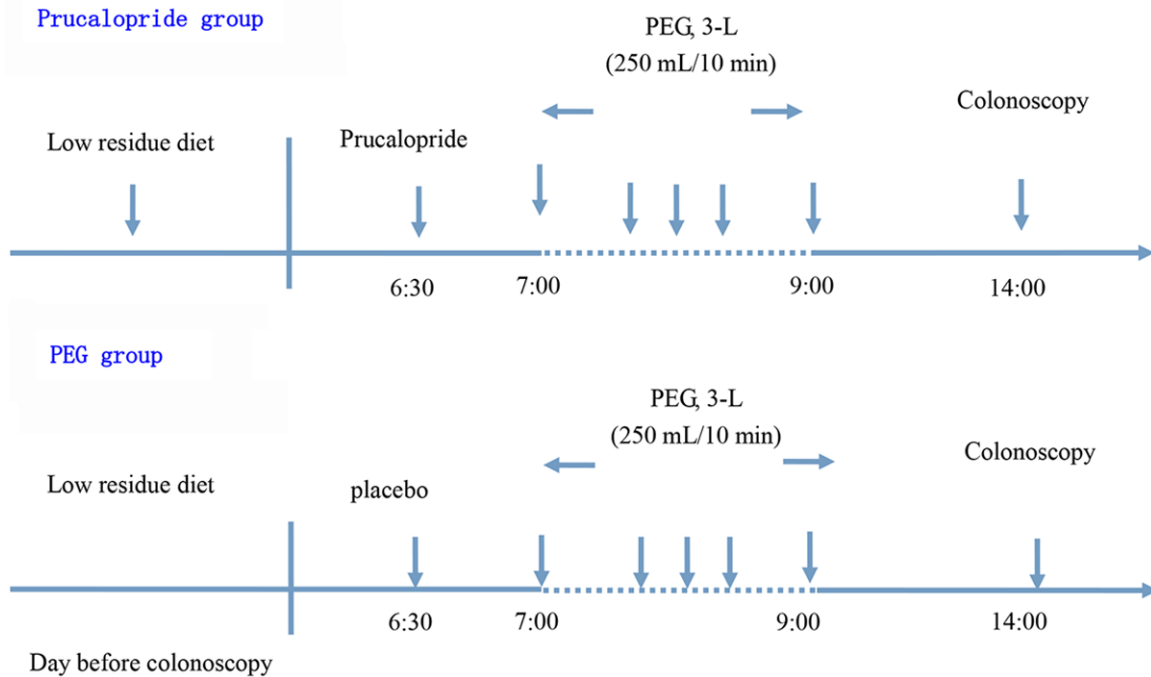 Prucalopride group
PEG, 3-L
(250 mL/10 min)
Colonoscopy
Low residue diet
Prucalopride
6:30
7:00
9:00
14:00
PEG group
PEG, 3-L
(250 mL/10 min)
Colonoscopy
Low residue diet
placebo
6:30
7:00
9:00
14:00
Day before colonoscopy